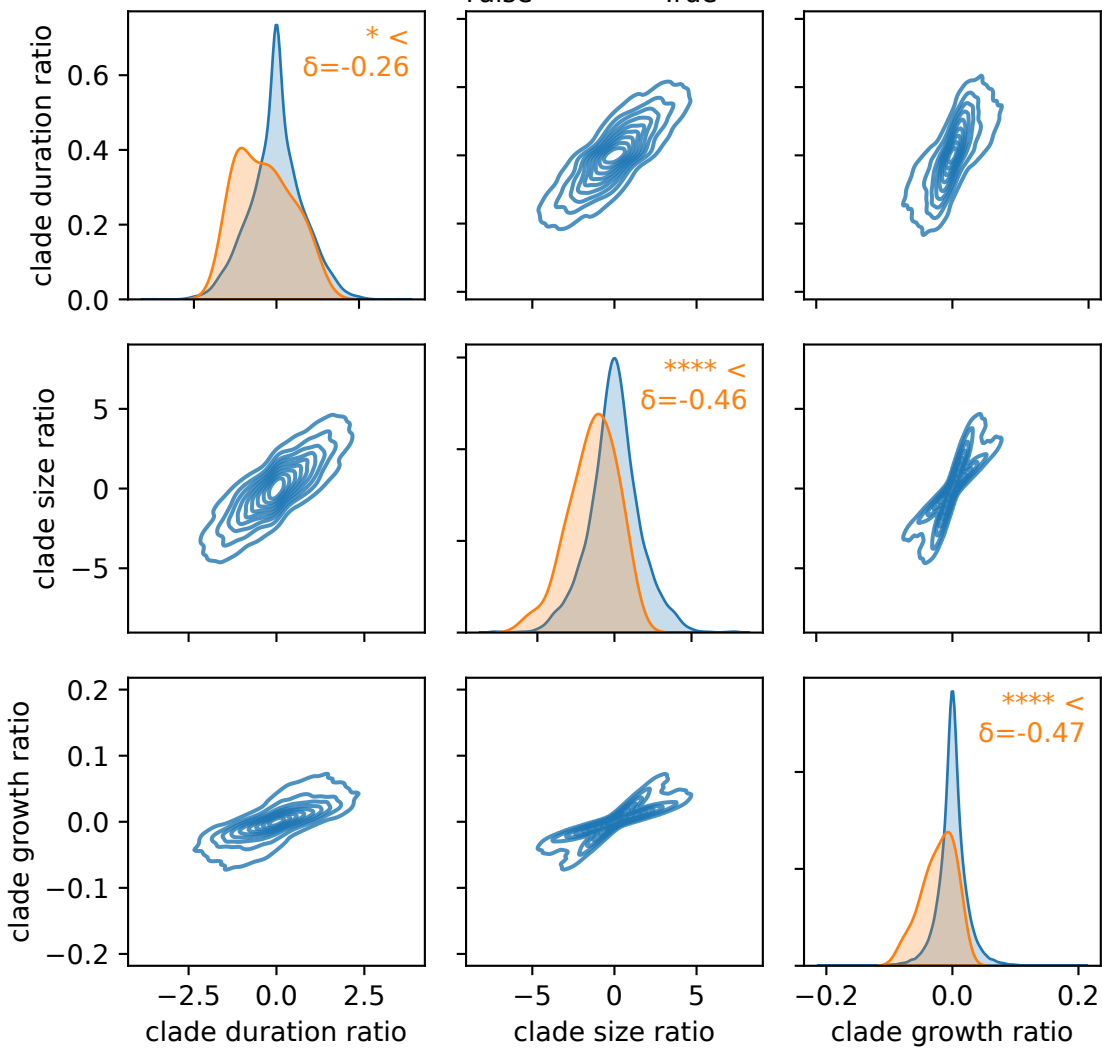 False True
clade duration ratio
0.0
0.2
0.4
0.6
* <
δ=-0.26
clade size ratio
5
0
−5
**** <
δ=-0.46
clade growth ratio
0.2
0.1
0.0
−0.1
−0.2
**** <
δ=-0.47
−2.5 0.0 2.5
−5 0 5
−0.2 0.0 0.2
clade duration ratio
clade size ratio
clade growth ratio